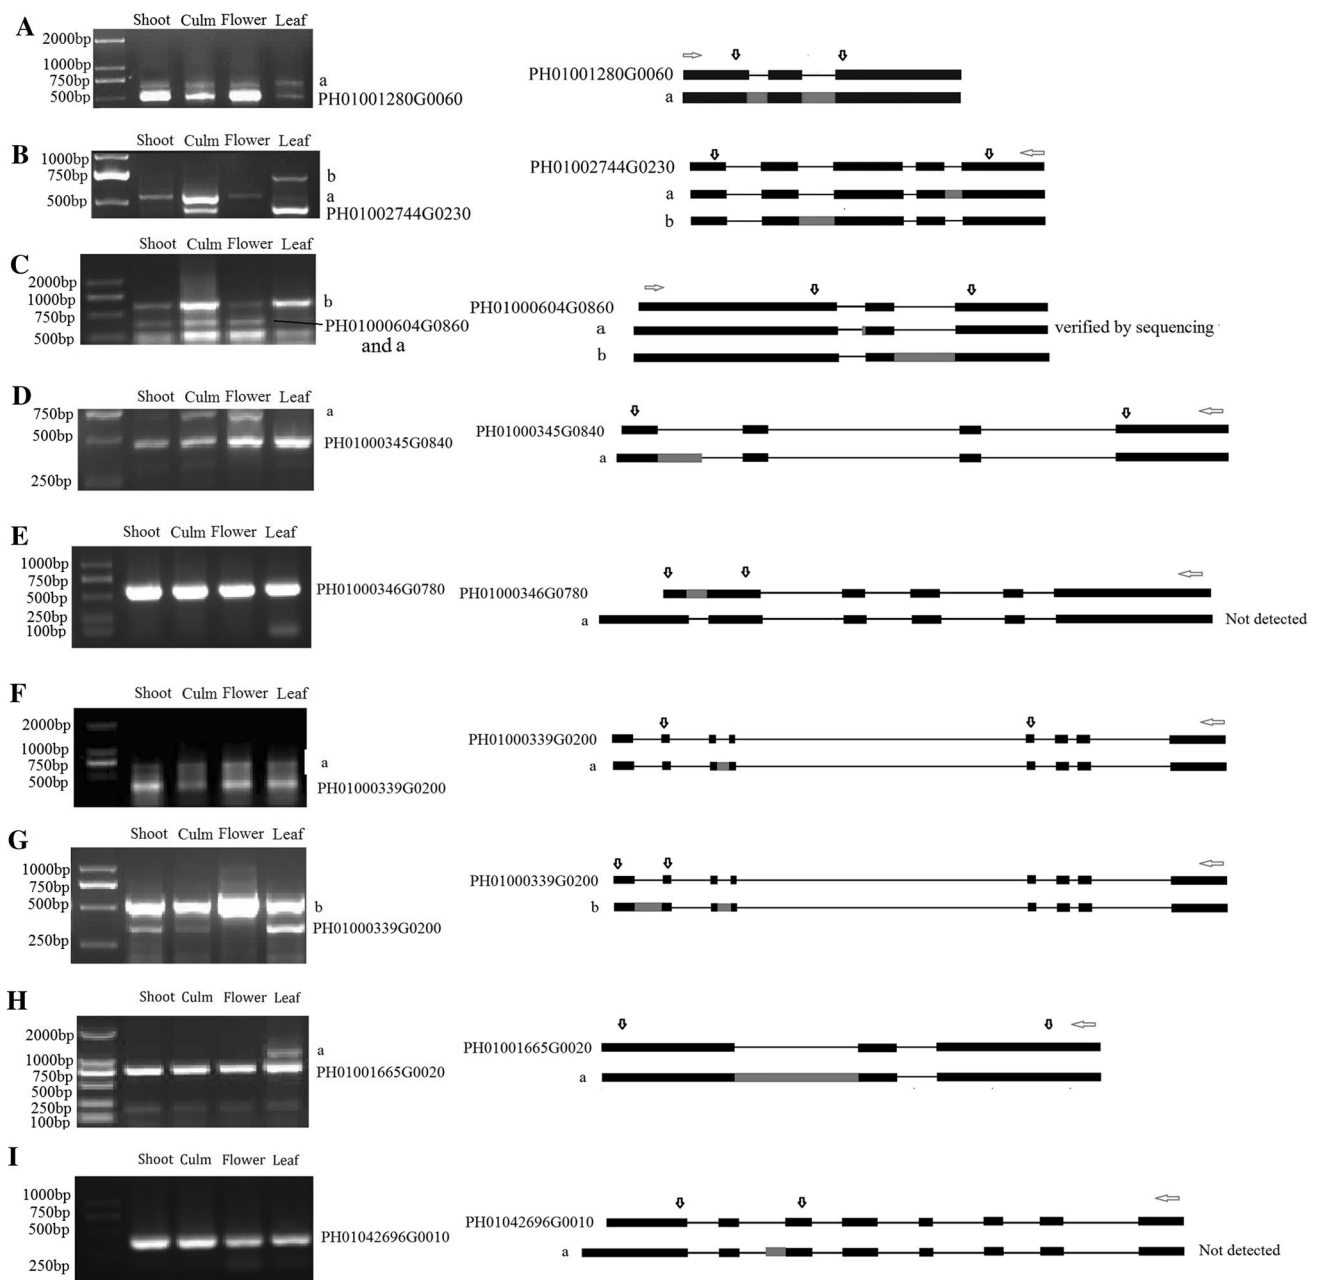 A
Shoot Culm Flower Leaf
2000bp
1000bp
750bp
500bp
a
PH01001280G0060
PH01001280G0060
a
B
Shoot Culm Flower Leaf
1000bp
750bp
500bp
b
a
PH01002744G0230
PH01002744G0230
a
b
C
Shoot Culm Flower Leaf
2000bp
1000bp
750bp
500bp
b
PH01000604G0860
and a
PH01000604G0860
a
verified by sequencing
b
D
Shoot Culm Flower Leaf
750bp
500bp
250bp
a
PH01000345G0840
PH01000345G0840
a
E
Shoot Culm Flower Leaf
1000bp
750bp
500bp
250bp
100bp
PH01000346G0780
PH01000346G0780
a
Not detected
F
Shoot Culm Flower Leaf
2000bp
1000bp
750bp
500bp
a
PH01000339G0200
PH01000339G0200
a
G
Shoot Culm Flower Leaf
1000bp
750bp
500bp
250bp
b
PH01000339G0200
PH01000339G0200
b
H
Shoot Culm Flower Leaf
2000bp
1000bp
750bp
500bp
250bp
100bp
a
PH01001665G0020
PH01001665G0020
a
I
Shoot Culm Flower Leaf
1000bp
750bp
500bp
250bp
PH01042696G0010
PH01042696G0010
a
Not detected